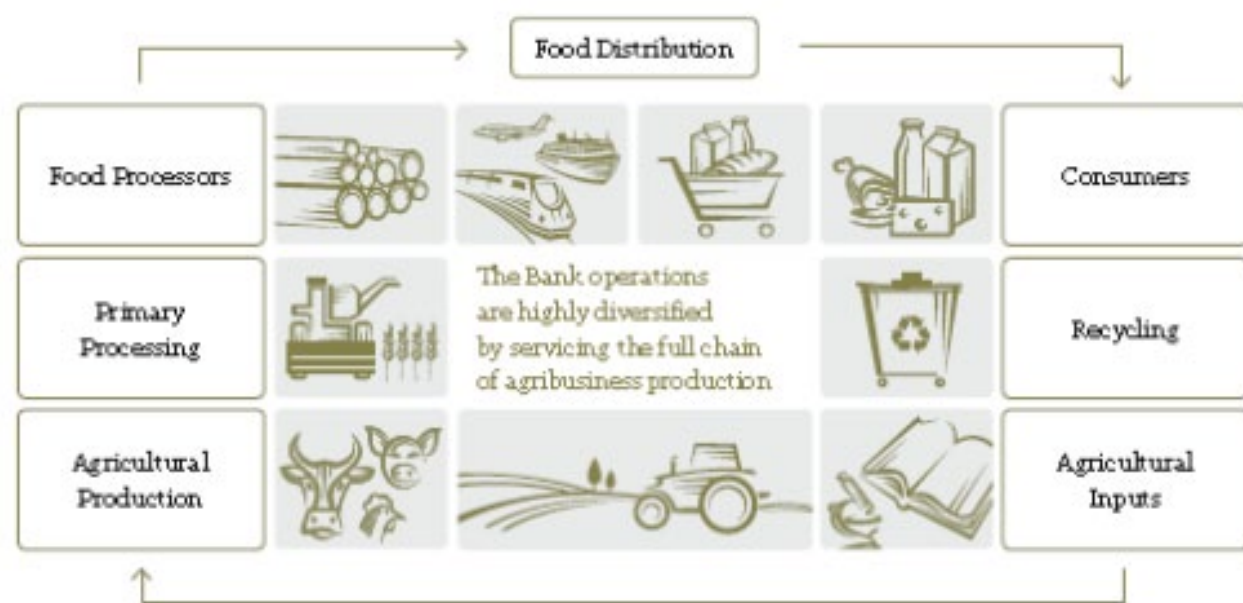 Food Distribution
Food Processors
Consumers
The Bank operations
are highly diversified
by servicing the full chain
of agribusiness production
Primary
Processing
Recycling
Agricultural
Production
Agricultural
Inputs